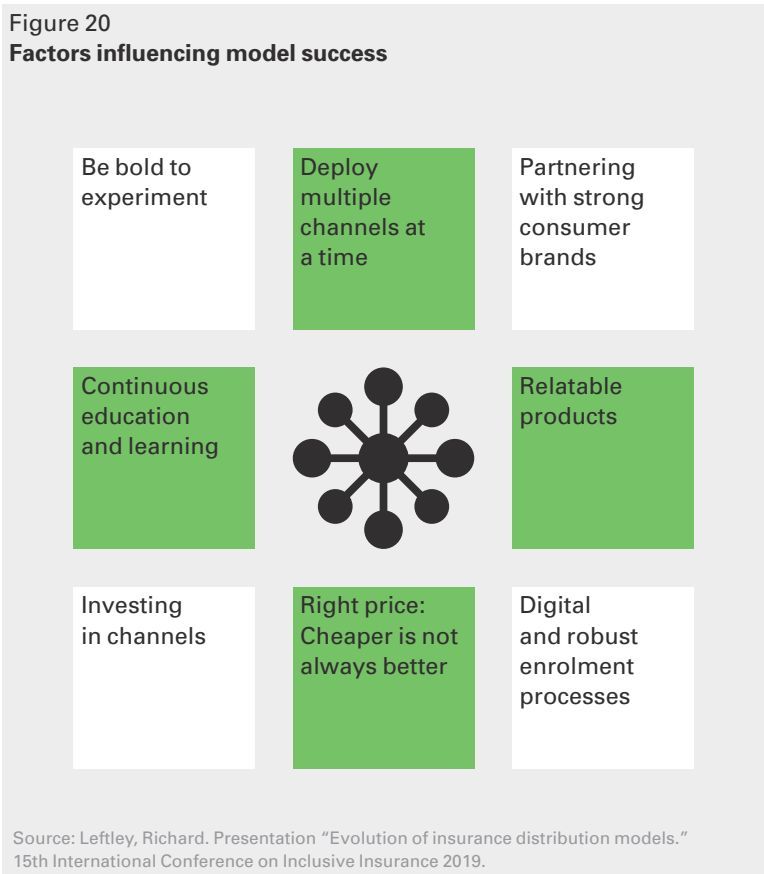 Figure 20
Factors influencing model success
Be bold to
experiment
Deploy
multiple
channels at
a time
Partnering
with strong
consumer
brands
Continuous
education
and learning
Relatable
products
Investing
in channels
Right price:
Cheaper is not
always better
Digital
and robust
enrolment
processes
Source: Leftley, Richard. Presentation “Evolution of insurance distribution models.”
15th International Conference on Inclusive Insurance 2019.